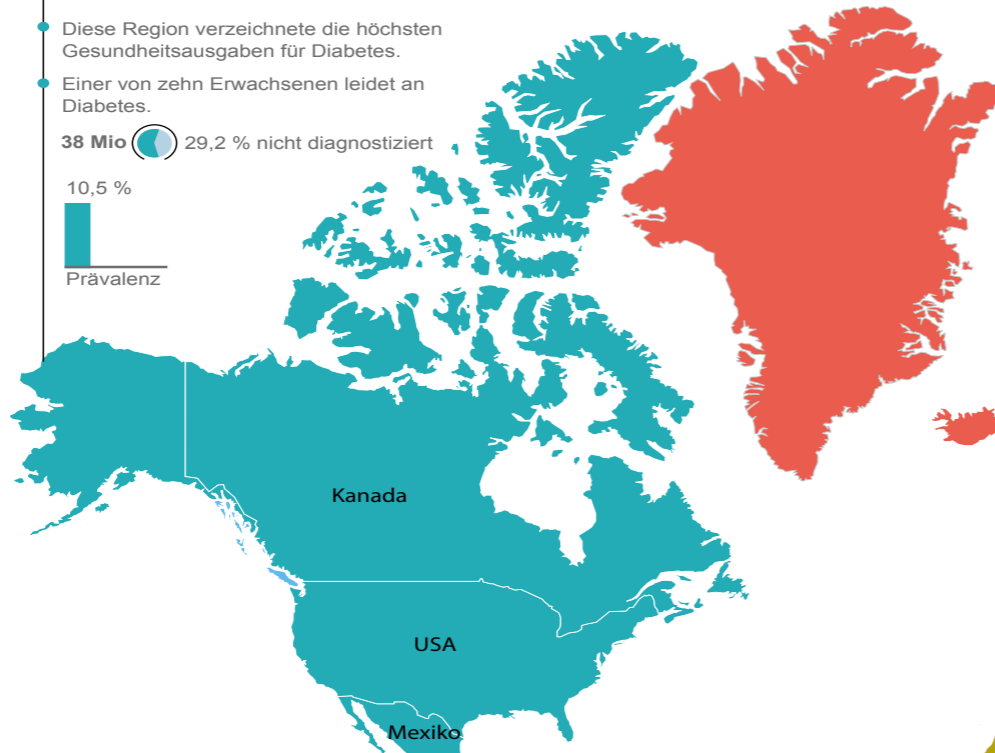 Diese Region verzeichnete die höchsten
Gesundheitsausgaben für Diabetes.
Einer von zehn Erwachsenen leidet an
Diabetes.
38 Mio 29,2 % nicht diagnostiziert
10,5 %
Prävalenz
Kanada
USA
Mexiko